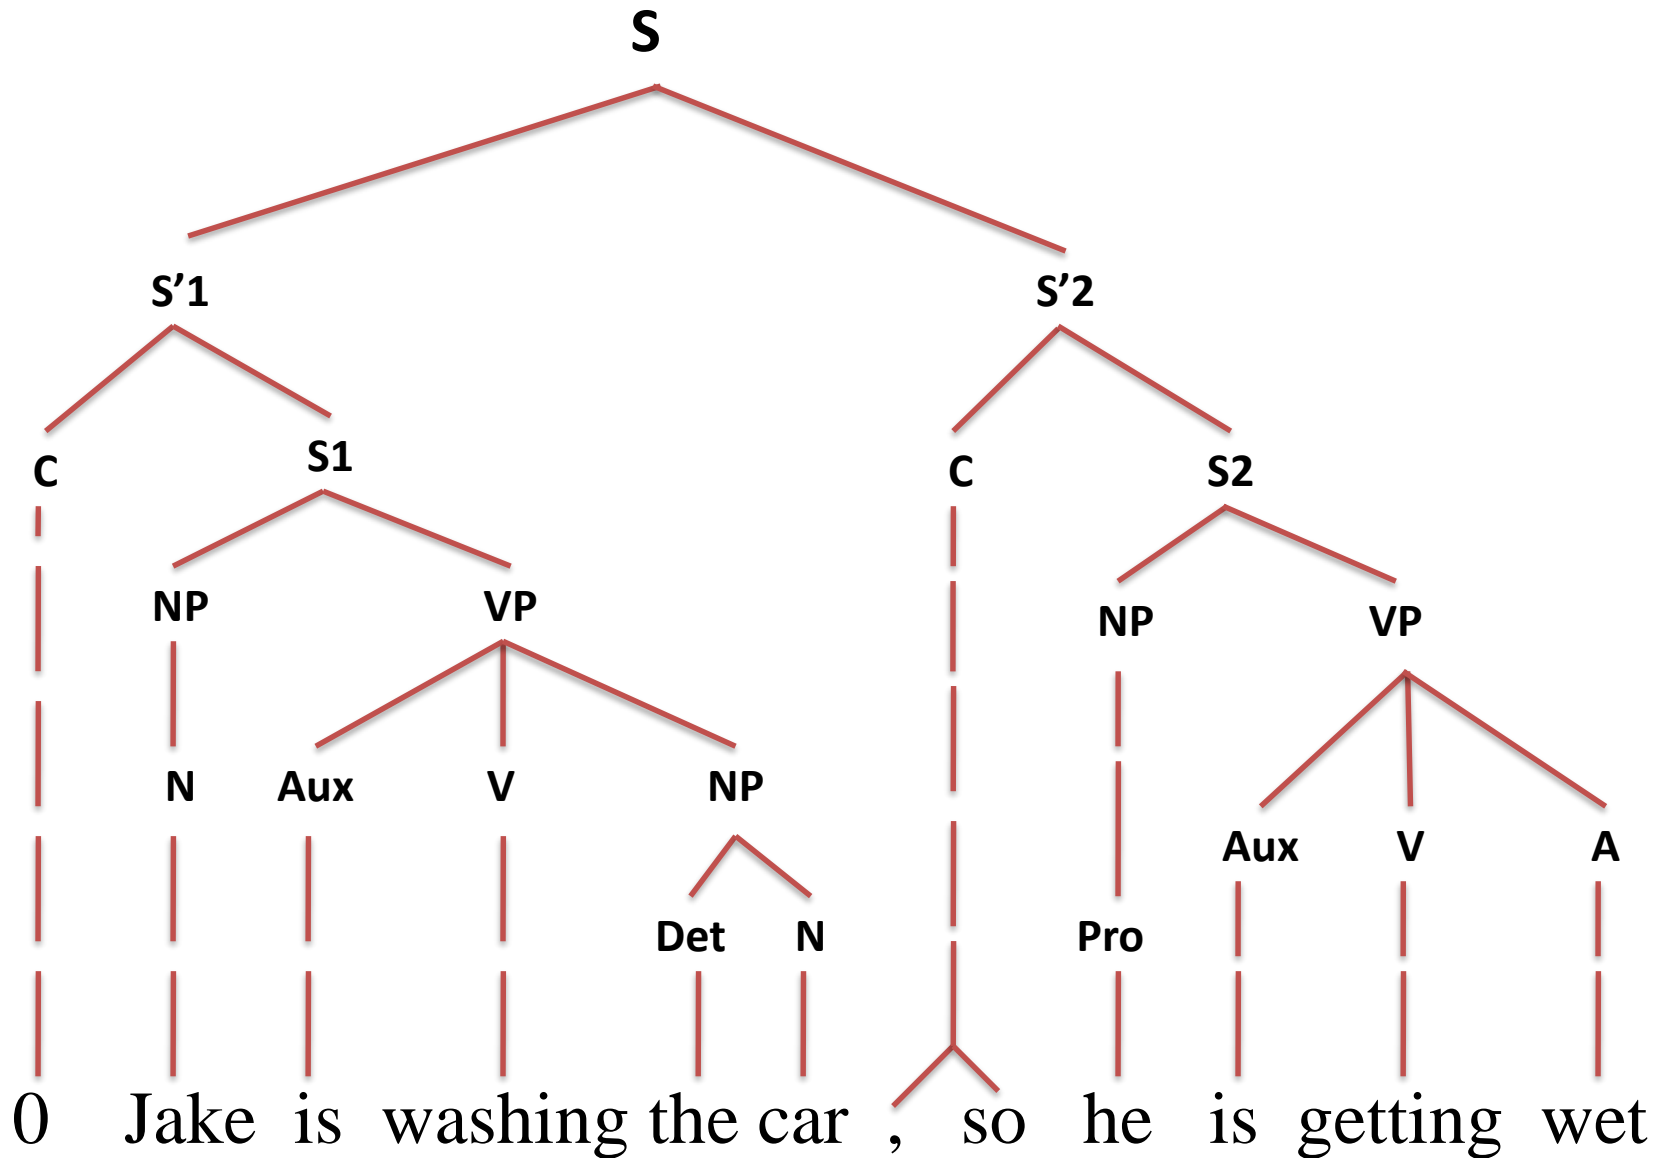 S
S’1 S’2
C S1 C S2
NP VP NP VP
N Aux V NP
Aux V A
Det N Pro
0 Jake is washing the car , so he is getting wet